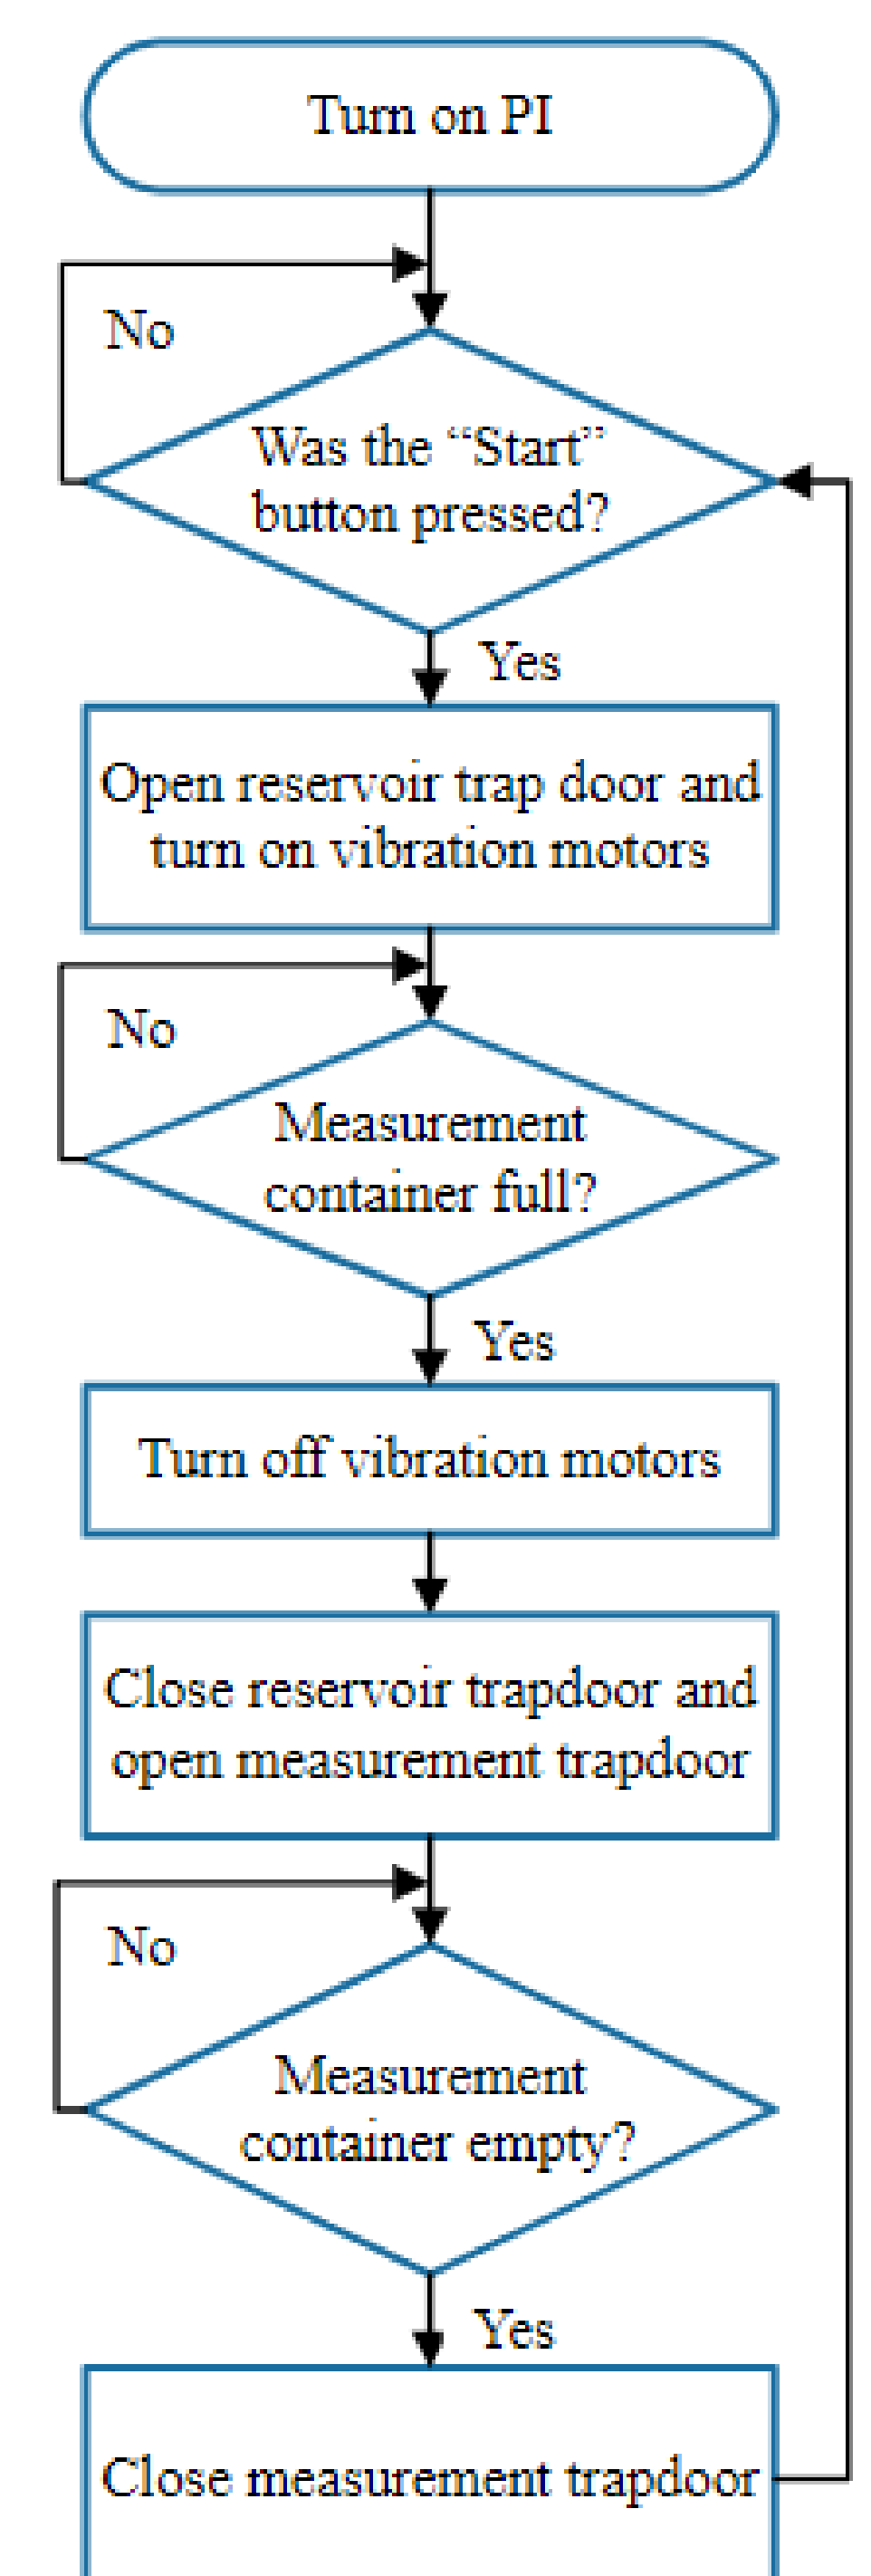 Turn on PI
No
Was the “Start”
button pressed?
Yes
Open reservoir trap door and
turn on vibration motors
No
Measurement
container full?
Yes
Turn off vibration motors
Close reservoir trapdoor and
open measurement trapdoor
No
Measurement
container empty?
Yes
Close measurement trapdoor